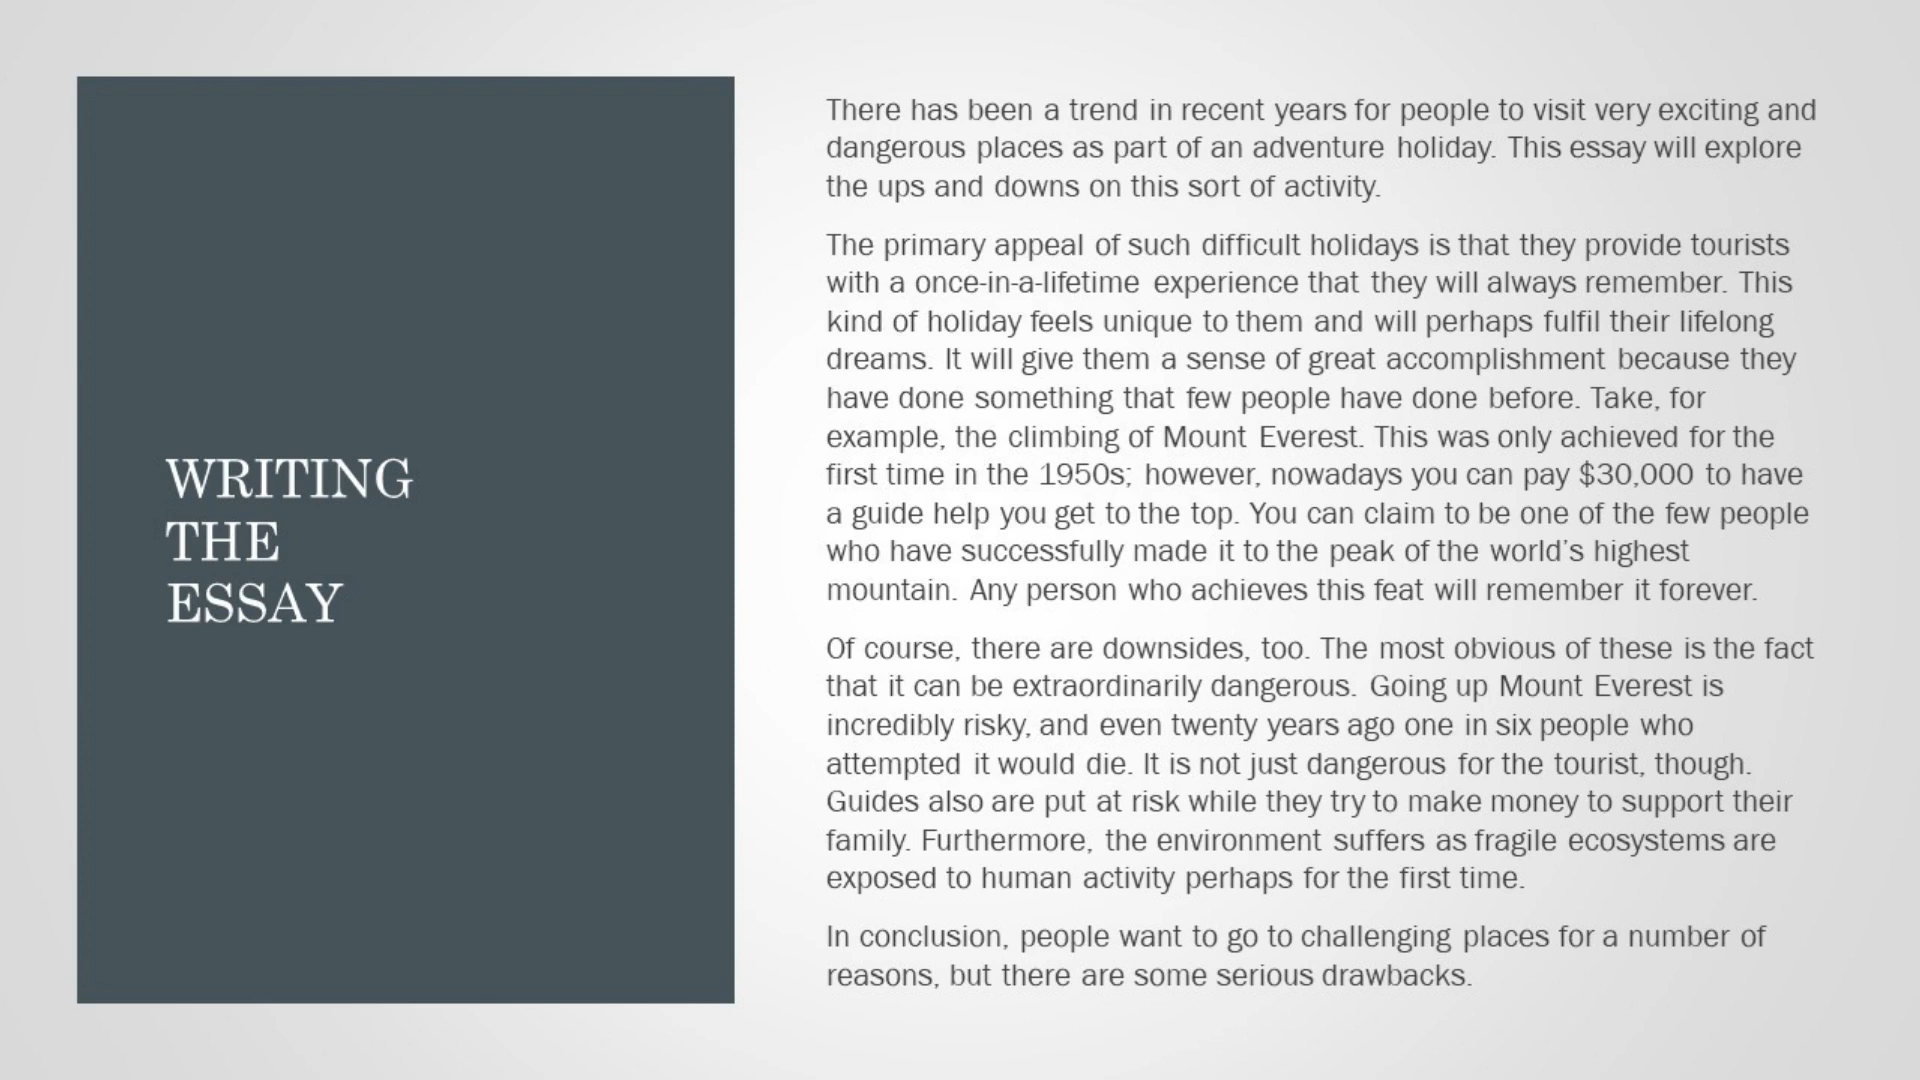 WRITING
THE
ESSAY
There has been a trend in recent years for people to visit very exciting and
dangerous places as part of an adventure holiday. This essay will explore
the ups and downs on this sort of activity.
The primary appeal of such difficult holidays is that they provide tourists
with a once-in-a-lifetime experience that they will always remember. This
kind of holiday feels unique to them and will perhaps fulfil their lifelong
dreams. It will give them a sense of great accomplishment because they
have done something that few people have done before. Take, for
example, the climbing of Mount Everest. This was only achieved for the
first time in the 1950s; however, nowadays you can pay $30,000 to have
a guide help you get to the top. You can claim to be one of the few people
who have successfully made it to the peak of the world’s highest
mountain. Any person who achieves this feat will remember it forever.
Of course, there are downsides, too. The most obvious of these is the fact
that it can be extraordinarily dangerous. Going up Mount Everest is
incredibly risky, and even twenty years ago one in six people who
attempted it would die. It is not just dangerous for the tourist, though.
Guides also are put at risk while they try to make money to support their
family. Furthermore, the environment suffers as fragile ecosystems are
exposed to human activity perhaps for the first time.
In conclusion, people want to go to challenging places for a number of
reasons, but there are some serious drawbacks.